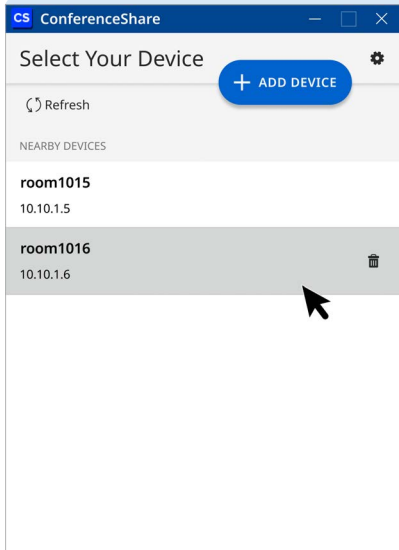 CS ConferenceShare
Select Your Device
+ ADD DEVICE
Refresh
NEARBY DEVICES
room1015
10.10.1.5
room1016
10.10.1.6